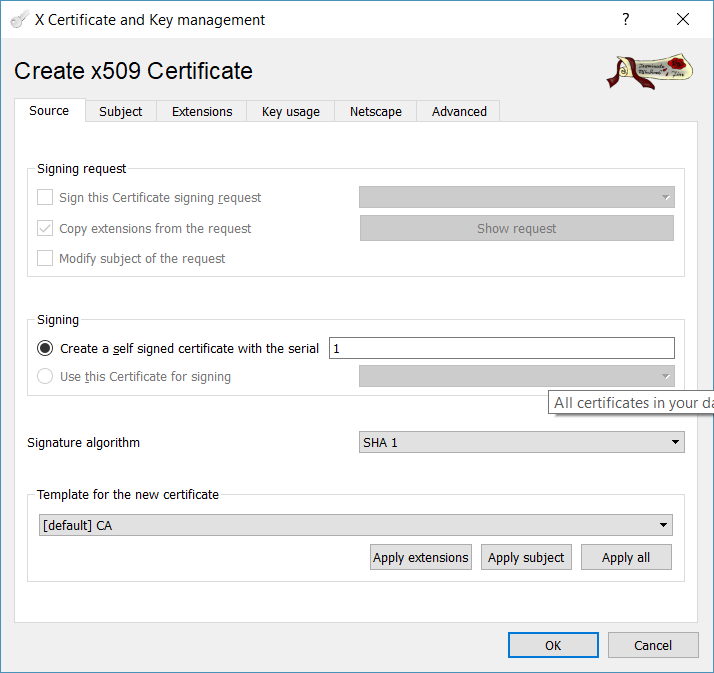 X Certificate and Key management
?
Create x509 Certificate
Source Subject Extensions Key usage Netscape Advanced
Signing request
Sign this Certificate signing request
Copy extensions from the request Show request
Modify subject of the request
Signing
Create a self signed certificate with the serial 1
Use this Certificate for signing
All certificates in your da
Signature algorithm SHA 1
Template for the new certificate
[default] CA
Apply extensions Apply subject Apply all
OK Cancel